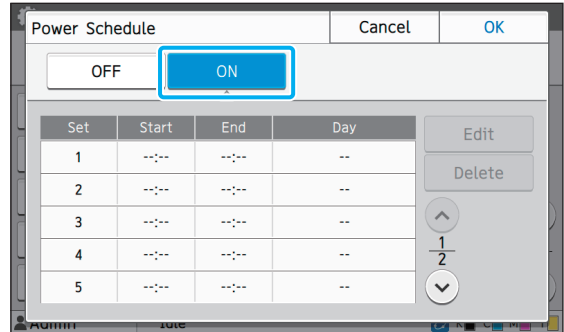 Power Schedule Cancel OK
OFF ON
Set Start End Day Edit
1 --:-- --:-- --
Delete
2 --:-- --:-- --
3 --:-- --:-- --
1
4 --:-- --:-- --
2
5 --:-- --:-- --
Admin Idle K C M Y